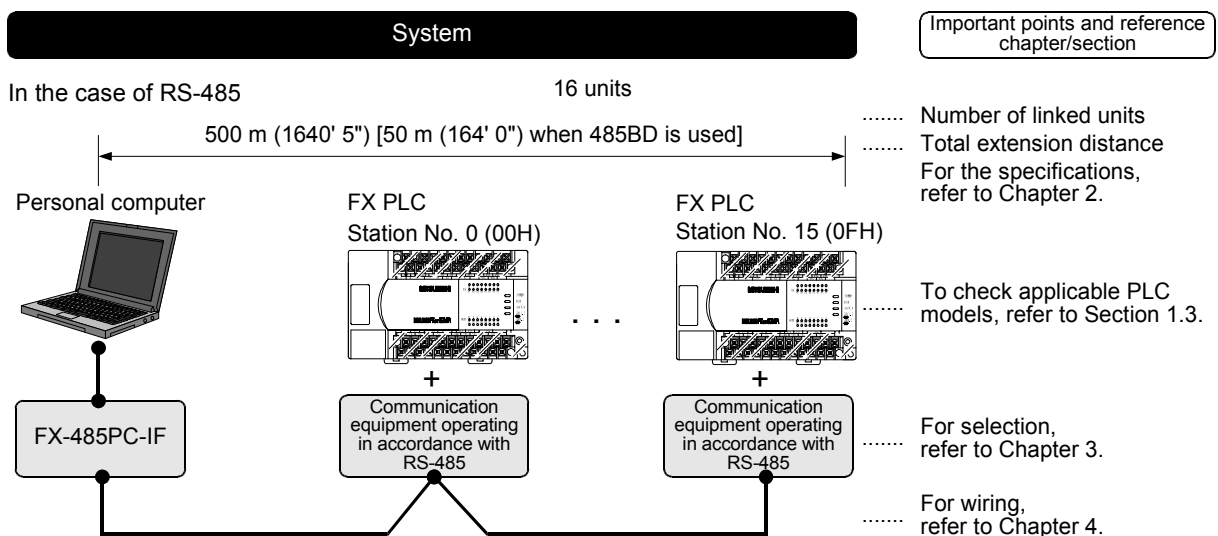 System
Important points and reference
chapter/section
In the case of RS-485
16 units
....... Number of linked units
500 m (1640' 5") [50 m (164' 0") when 485BD is used]
....... Total extension distance
For the specifications,
refer to Chapter 2.
Personal computer
FX PLC
Station No. 0 (00H)
FX PLC
Station No. 15 (0FH)
MITSUBISHI
MITSUBISHI
. . .
....... To check applicable PLC
models, refer to Section 1.3.
+
+
FX-485PC-IF
Communication
equipment operating
in accordance with
RS-485
Communication
equipment operating
in accordance with
RS-485
....... For selection,
refer to Chapter 3.
....... For wiring,
refer to Chapter 4.